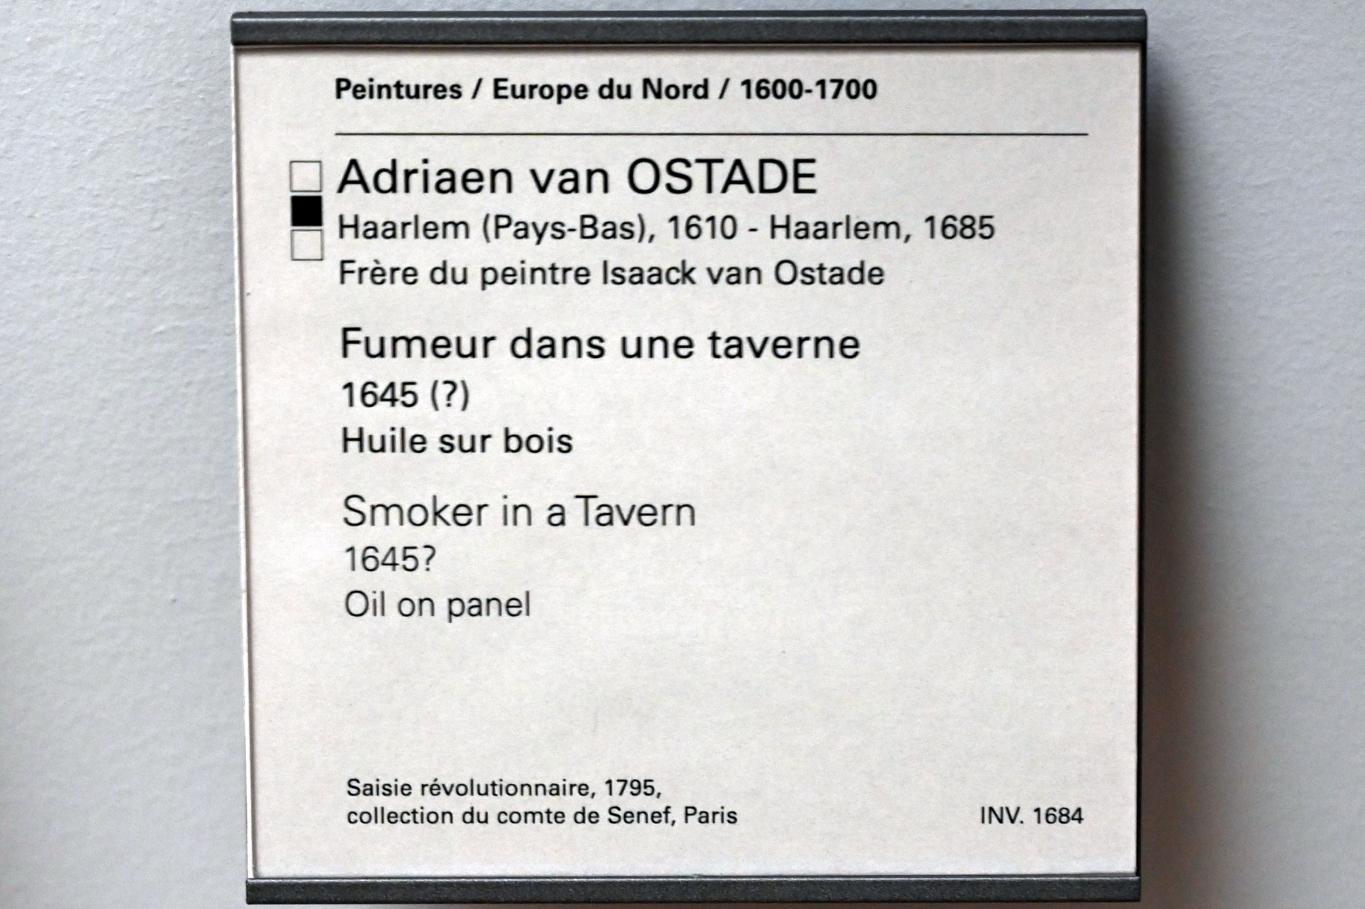 Peintures / Europe du Nord / 1600-1700
Adriaen van OSTADE
Haarlem (Pays-Bas), 1610 - Haarlem, 1685
Frère du peintre Isaack van Ostade
Fumeur dans une taverne
1645 (?)
Huile sur bois
Smoker in a Tavern
1645?
Oil on panel
Saisie révolutionnaire, 1795,
collection du comte de Senef, Paris
INV. 1684